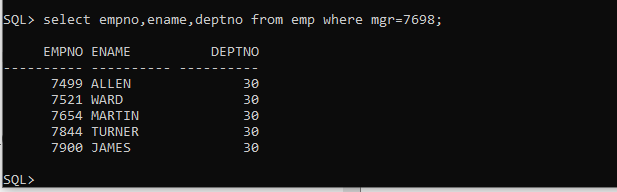 SQL> select empno,ename,deptno from emp where mgr=7698;
EMPNO ENAME DEPTNO
---------- ---------- ----------
7499 ALLEN 30
7521 WARD 30
7654 MARTIN 30
7844 TURNER 30
7900 JAMES 30
SQL>